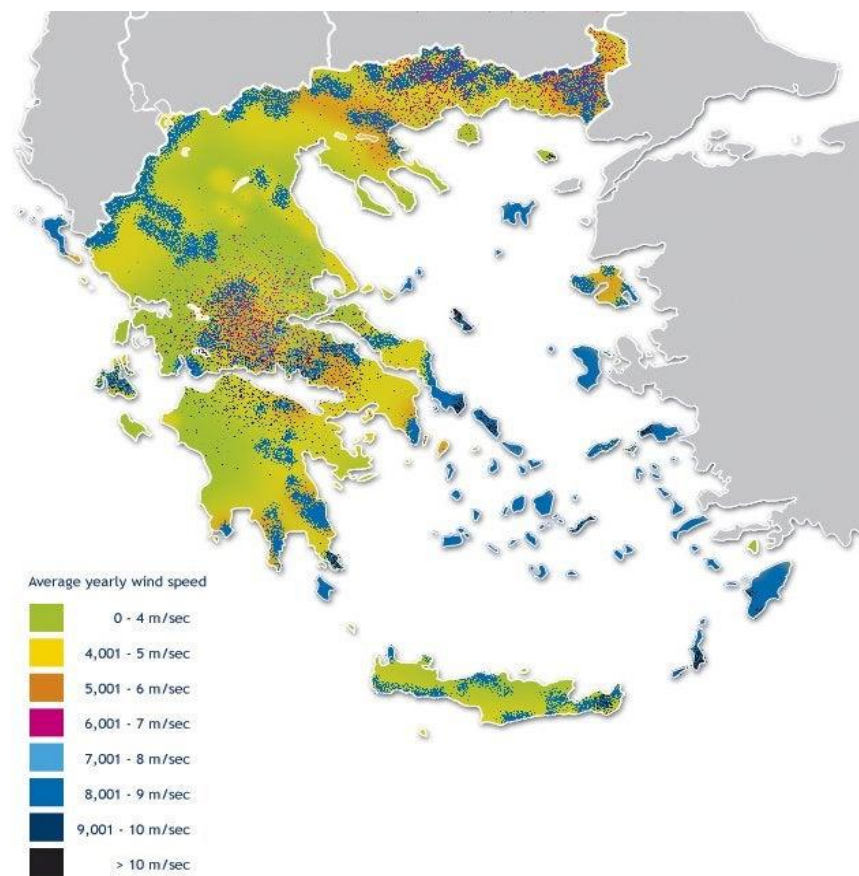 Average yearly wind speed
0 - 4 m/sec
4,001 - 5 m/sec
5,001 - 6 m/sec
6,001 - 7 m/sec
7,001 - 8 m/sec
8,001 - 9 m/sec
9,001 - 10 m/sec
> 10 m/sec